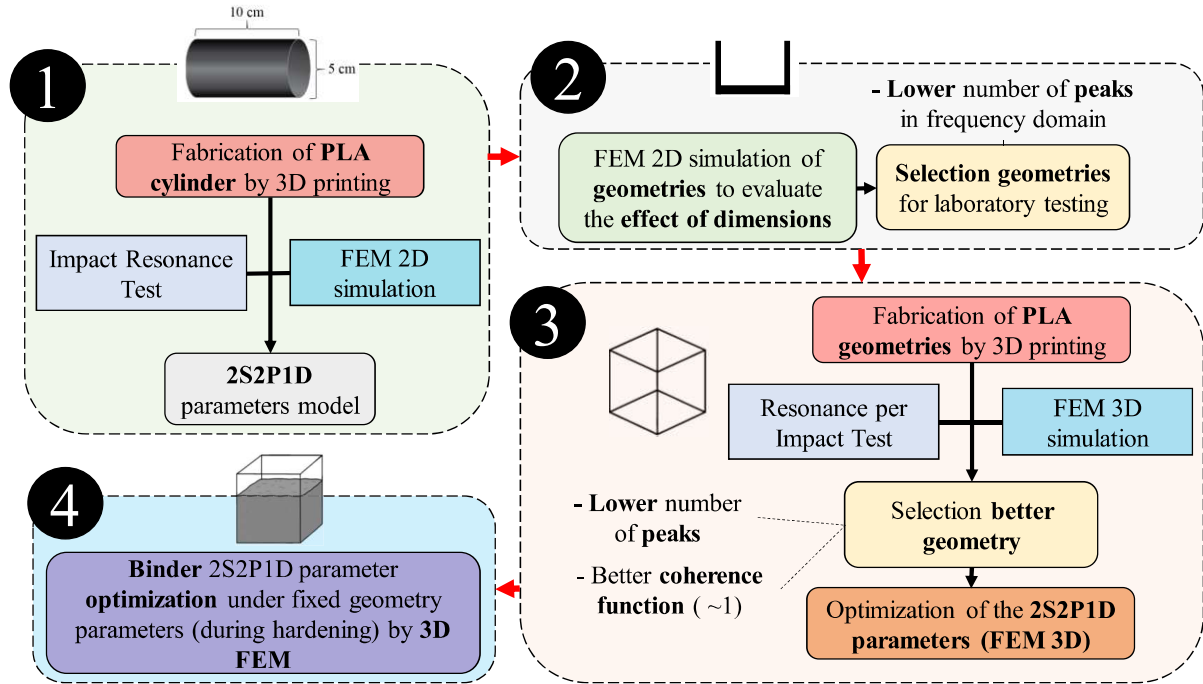 10 cm
5 cm
1
Fabrication of PLA
cylinder by 3D printing
Impact Resonance
Test
FEM 2D
simulation
2S2P1D
parameters model
2
- Lower number of peaks
in frequency domain
FEM 2D simulation of
geometries to evaluate
the effect of dimensions
Selection geometries
for laboratory testing
3
Fabrication of PLA
geometries by 3D printing
Resonance per
Impact Test
FEM 3D
simulation
- Lower number
of peaks
- Better coherence
function ( ~1)
Selection better
geometry
Optimization of the 2S2P1D
parameters (FEM 3D)
4
Binder 2S2P1D parameter
optimization under fixed geometry
parameters (during hardening) by 3D
FEM